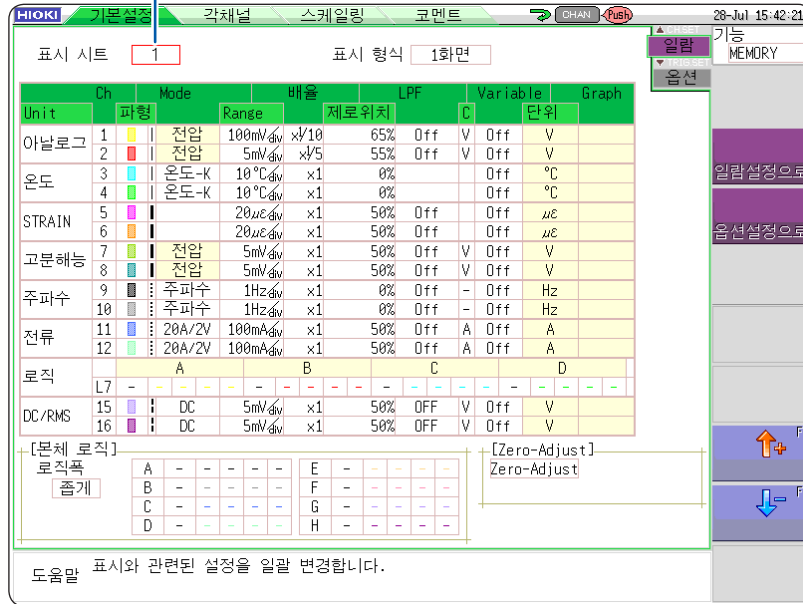 HIOKI 기본설정 각채널 스케일링 코멘트 CHAN Push 28-Jul 15:42:21
표시 시트 1 표시 형식 1화면 CH.SET 일람 TRIG.SET 옵션 기능 MEMORY
Ch Mode 배율 LPF Variable Graph
Unit 파형 Range 제로위치 C 단위
아날로그 1 전압 100mV/div x1/10 65% Off V Off V
2 전압 5mV/div x1/5 55% Off V Off V
온도 3 온도-K 10°C/div x1 0% Off °C
4 온도-K 10°C/div x1 0% Off °C
STRAIN 5 20με/div x1 50% Off Off με
6 20με/div x1 50% Off Off με
고분해능 7 전압 5mV/div x1 50% Off V Off V
8 전압 5mV/div x1 50% Off V Off V
주파수 9 주파수 1Hz/div x1 0% Off - Off Hz
10 주파수 1Hz/div x1 0% Off - Off Hz
전류 11 20A/2V 100mA/div x1 50% Off A Off A
12 20A/2V 100mA/div x1 50% Off A Off A
로직 A B C D
L7 - - - - - - - - - - - - - - - -
DC/RMS 15 DC 5mV/div x1 50% OFF V Off V
16 DC 5mV/div x1 50% OFF V Off V
일람설정으로
옵션설정으로
[본체 로직] [Zero-Adjust]
로직폭 A - - - - - E - - - - - Zero-Adjust
좁게 B - - - - - F - - - - -
C - - - - - G - - - - -
D - - - - - H - - - - -
도움말 표시와 관련된 설정을 일괄 변경합니다.